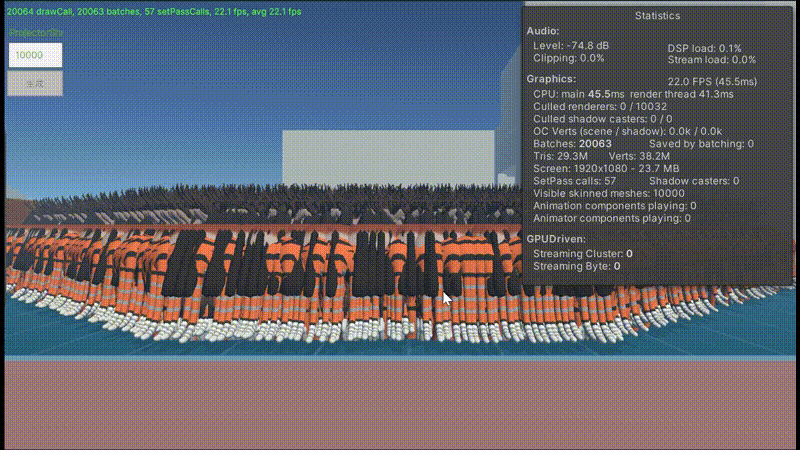 20064 drawCall, 20063 batches, 57 setPassCalls, 22.1 fps, avg 22.1 fps
ProjectorSha
10000
生成
Statistics
Audio:
Level: -74.8 dB
DSP load: 0.1%
Clipping: 0.0%
Stream load: 0.0%
Graphics:
22.0 FPS (45.5ms)
CPU: main 45.5ms render thread 41.3ms
Culled renderers: 0 / 10032
Culled shadow casters: 0 / 0
OC Verts (scene / shadow): 0.0k / 0.0k
Batches: 20063 Saved by batching: 0
Tris: 29.3M Verts: 38.2M
Screen: 1920x1080 - 23.7 MB
SetPass calls: 57 Shadow casters: 0
Visible skinned meshes: 10000
Animation components playing: 0
Animator components playing: 0
GPUDriven:
Streaming Cluster: 0
Streaming Byte: 0